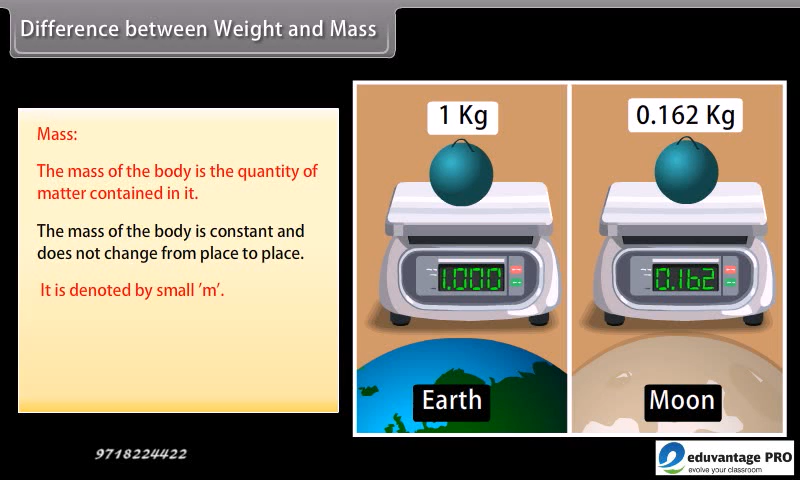 Difference between Weight and Mass
Mass:
The mass of the body is the quantity of
matter contained in it.
The mass of the body is constant and
does not change from place to place.
It is denoted by small ‘m’.
1 Kg
0.162 Kg
1.000
0.162
Earth
Moon
9718224422
eduvantage PRO
evolve your classroom